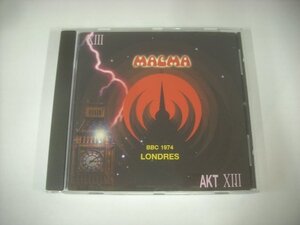 XIII
MAGMA
BBC 1974
LONDRES
AKT XIII